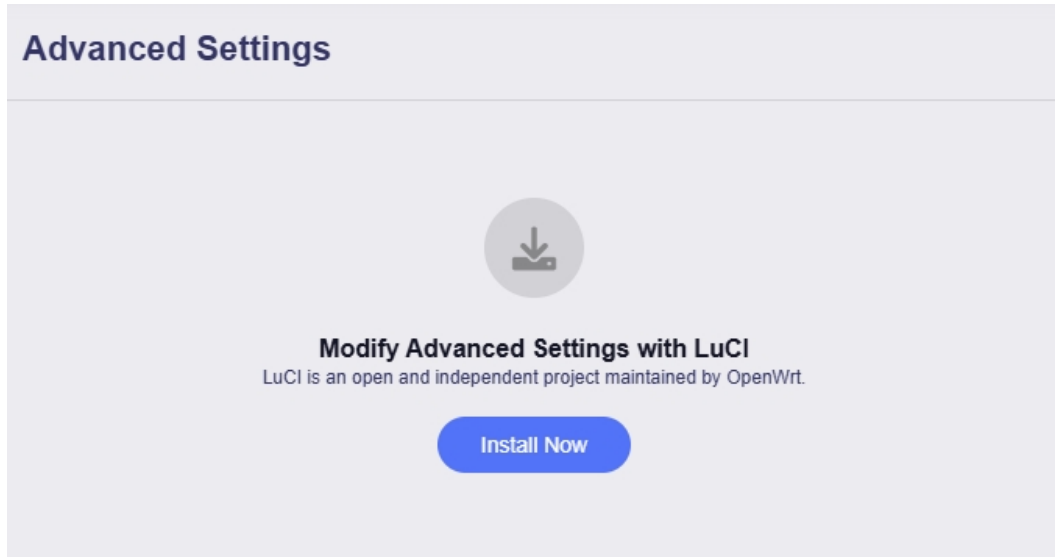 Advanced Settings
Modify Advanced Settings with LuCI
LuCI is an open and independent project maintained by OpenWrt.
Install Now